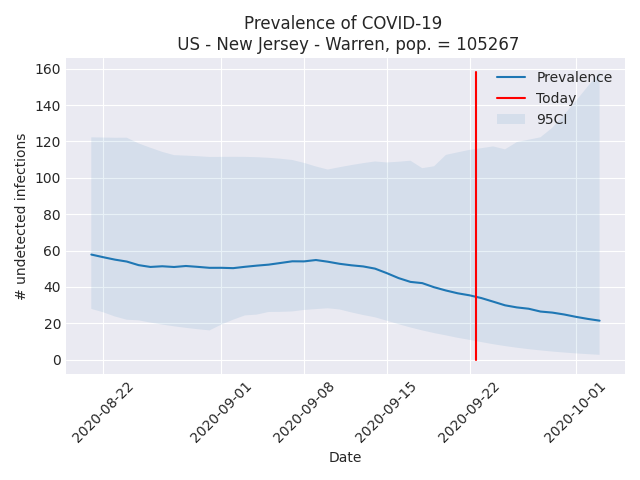 Prevalence of COVID-19
US - New Jersey - Warren, pop. = 105267
Prevalence
Today
95CI
# undetected infections
160
140
120
100
80
60
40
20
0
2020-08-22
2020-09-01
2020-09-08
2020-09-15
2020-09-22
2020-10-01
Date